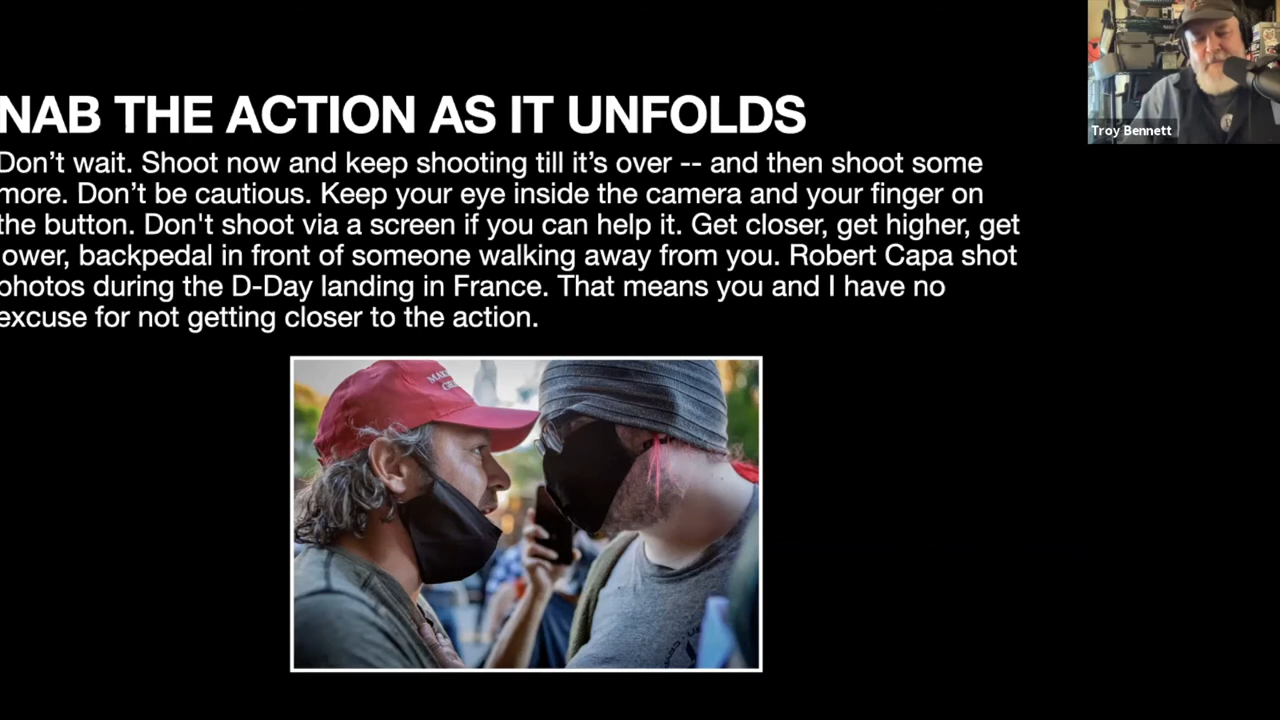 NAB THE ACTION AS IT UNFOLDS
Don't wait. Shoot now and keep shooting till it's over -- and then shoot some
more. Don't be cautious. Keep your eye inside the camera and your finger on
the button. Don't shoot via a screen if you can help it. Get closer, get higher, get
ower, backpedal in front of someone walking away from you. Robert Capa shot
photos during the D-Day landing in France. That means you and I have no
excuse for not getting closer to the action.
Troy Bennett